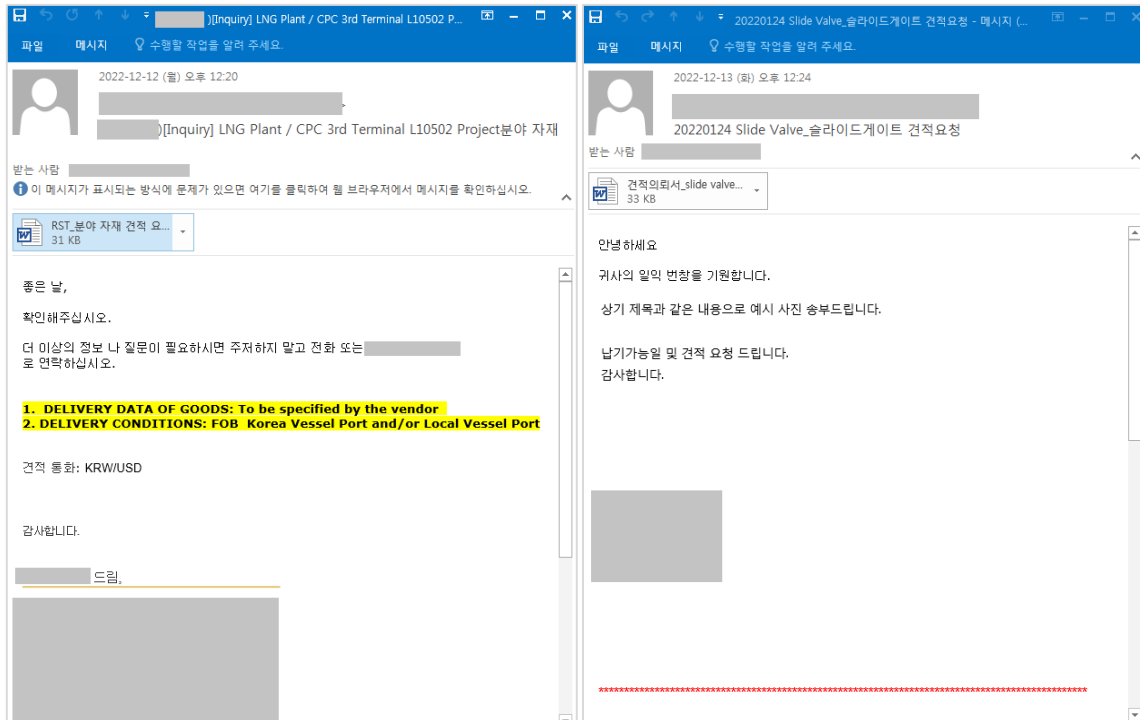 )[Inquiry] LNG Plant / CPC 3rd Terminal L10502 P...
파일 메시지 수행할 작업을 알려 주세요.
2022-12-12 (월) 오후 12:20
)[Inquiry] LNG Plant / CPC 3rd Terminal L10502 Project분야 자재
받는 사람
이 메시지가 표시되는 방식에 문제가 있으면 여기를 클릭하여 웹 브라우저에서 메시지를 확인하십시오.
RST_분야 자재 견적 요...
31 KB
좋은 날,
확인해주십시오.
더 이상의 정보 나 질문이 필요하시면 주저하지 말고 전화 또는
로 연락하십시오.
1. DELIVERY DATA OF GOODS: To be specified by the vendor
2. DELIVERY CONDITIONS: FOB Korea Vessel Port and/or Local Vessel Port
견적 통화: KRW/USD
감사합니다.
드림,
20220124 Slide Valve_슬라이드게이트 견적요청 - 메시지 (...
파일 메시지 수행할 작업을 알려 주세요.
2022-12-13 (화) 오후 12:24
20220124 Slide Valve_슬라이드게이트 견적요청
받는 사람
견적의뢰서_slide valve...
33 KB
안녕하세요
귀사의 일익 번창을 기원합니다.
상기 제목과 같은 내용으로 예시 사진 송부드립니다.
납기가능일 및 견적 요청 드립니다.
감사합니다.